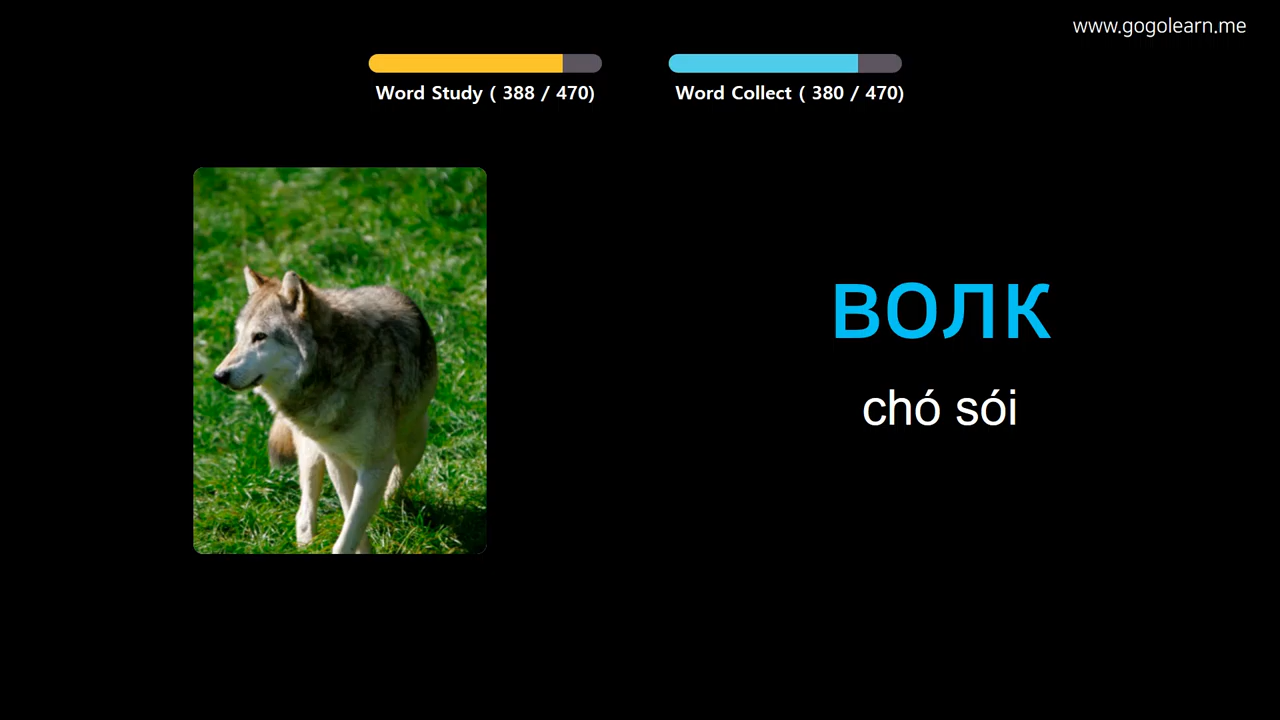 www.gogolearn.me
Word Study ( 388 / 470)
Word Collect ( 380 / 470)
волк
chó sói